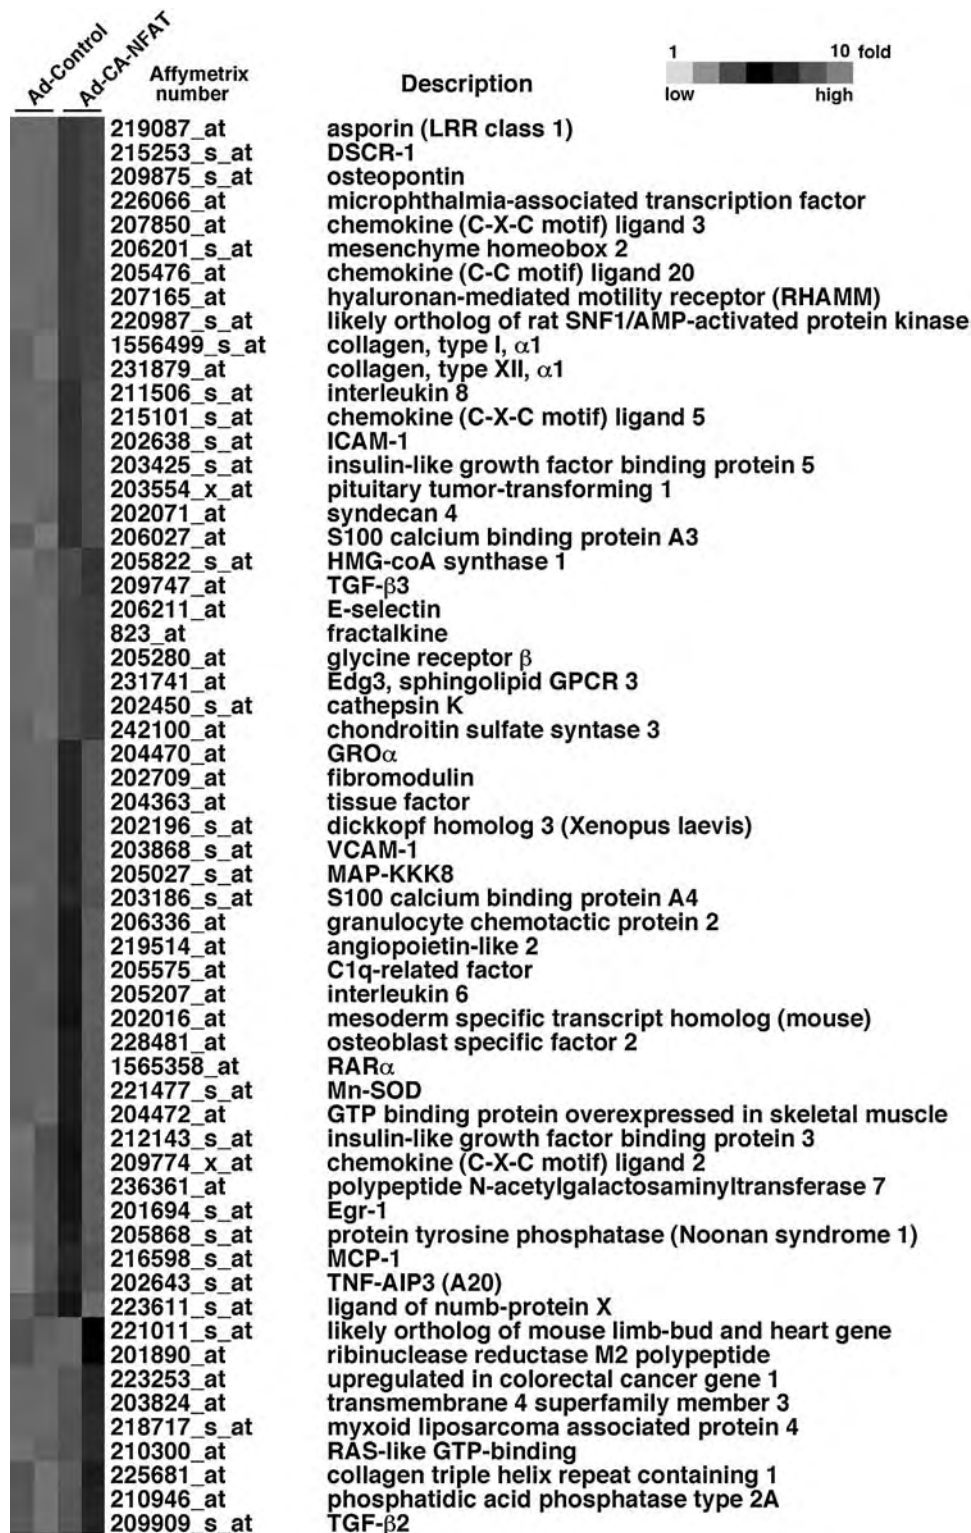 Ad-Control
Ad-CA-NFAT
Affymetrix
number
Description
1 10 fold
low high
219087_at asporin (LRR class 1)
215253_s_at DSCR-1
209875_s_at osteopontin
226066_at microphthalmia-associated transcription factor
207850_at chemokine (C-X-C motif) ligand 3
206201_s_at mesenchyme homeobox 2
205476_at chemokine (C-C motif) ligand 20
207165_at hyaluronan-mediated motility receptor (RHAMM)
220987_s_at likely ortholog of rat SNF1/AMP-activated protein kinase
1556499_s_at collagen, type I, α1
231879_at collagen, type XII, α1
211506_s_at interleukin 8
215101_s_at chemokine (C-X-C motif) ligand 5
202638_s_at ICAM-1
203425_s_at insulin-like growth factor binding protein 5
203554_x_at pituitary tumor-transforming 1
202071_at syndecan 4
206027_at S100 calcium binding protein A3
205822_s_at HMG-coA synthase 1
209747_at TGF-β3
206211_at E-selectin
823_at fractalkine
205280_at glycine receptor β
231741_at Edg3, sphingolipid GPCR 3
202450_s_at cathepsin K
242100_at chondroitin sulfate syntase 3
204470_at GROα
202709_at fibromodulin
204363_at tissue factor
202196_s_at dickkopf homolog 3 (Xenopus laevis)
203868_s_at VCAM-1
205027_s_at MAP-KKK8
203186_s_at S100 calcium binding protein A4
206336_at granulocyte chemotactic protein 2
219514_at angiopoietin-like 2
205575_at C1q-related factor
205207_at interleukin 6
202016_at mesoderm specific transcript homolog (mouse)
228481_at osteoblast specific factor 2
1565358_at RARα
221477_s_at Mn-SOD
204472_at GTP binding protein overexpressed in skeletal muscle
212143_s_at insulin-like growth factor binding protein 3
209774_x_at chemokine (C-X-C motif) ligand 2
236361_at polypeptide N-acetylgalactosaminyltransferase 7
201694_s_at Egr-1
205868_s_at protein tyrosine phosphatase (Noonan syndrome 1)
216598_s_at MCP-1
202643_s_at TNF-AIP3 (A20)
223611_s_at ligand of numb-protein X
221011_s_at likely ortholog of mouse limb-bud and heart gene
201890_at ribinuclease reductase M2 polypeptide
223253_at upregulated in colorectal cancer gene 1
203824_at transmembrane 4 superfamily member 3
218717_s_at myxoid liposarcoma associated protein 4
210300_at RAS-like GTP-binding
225681_at collagen triple helix repeat containing 1
210946_at phosphatidic acid phosphatase type 2A
209909_s_at TGF-β2